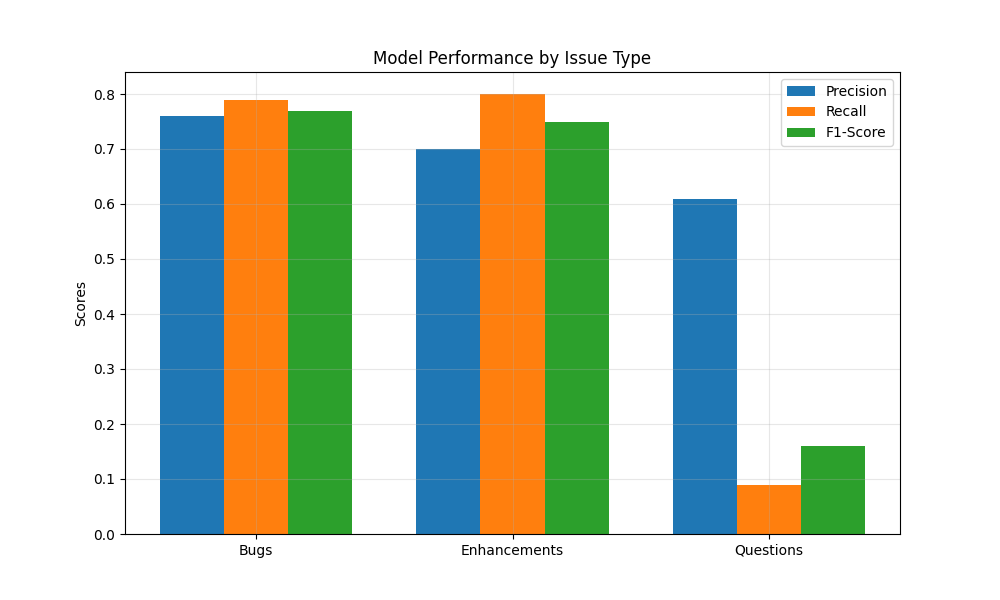 Model Performance by Issue Type
Precision
Recall
F1-Score
Scores
0.8
0.7
0.6
0.5
0.4
0.3
0.2
0.1
0.0
Bugs
Enhancements
Questions